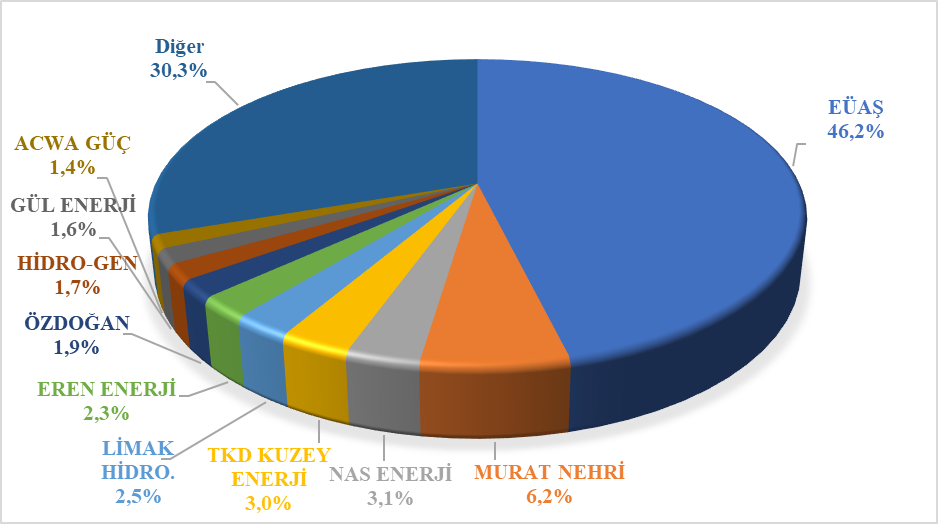 Diğer
30,3%
EÜAŞ
46,2%
ACWA GÜÇ
1,4%
GÜL ENERJİ
1,6%
HİDRO-GEN
1,7%
ÖZDOĞAN
1,9%
EREN ENERJİ
2,3%
LİMAK
HİDRO.
2,5%
TKD KUZEY
ENERJİ
3,0%
NAS ENERJİ
3,1%
MURAT NEHRİ
6,2%